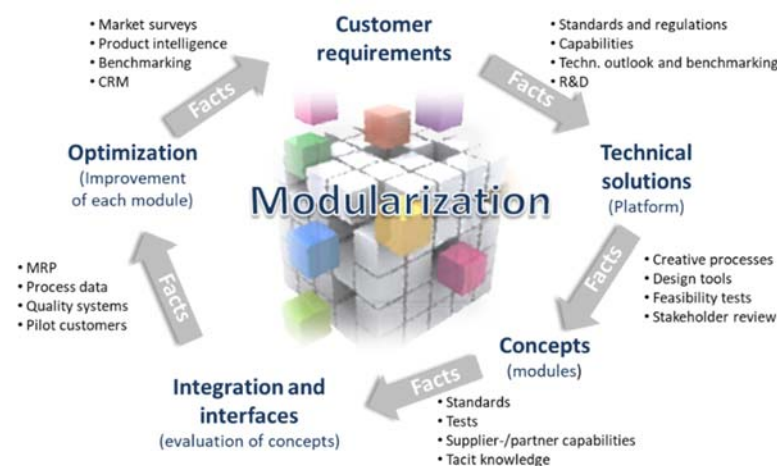 Customer
requirements
• Market surveys
• Product intelligence
• Benchmarking
• CRM
• Standards and regulations
• Capabilities
• Techn. outlook and benchmarking
• R&D
Facts
Facts
Optimization
(Improvement
of each module)
Modularization
Technical
solutions
(Platform)
• MRP
• Process data
• Quality systems
• Pilot customers
Facts
Facts
• Creative processes
• Design tools
• Feasibility tests
• Stakeholder review
Concepts
(modules)
Facts
Integration and
interfaces
(evaluation of concepts)
• Standards
• Tests
• Supplier-/partner capabilities
• Tacit knowledge